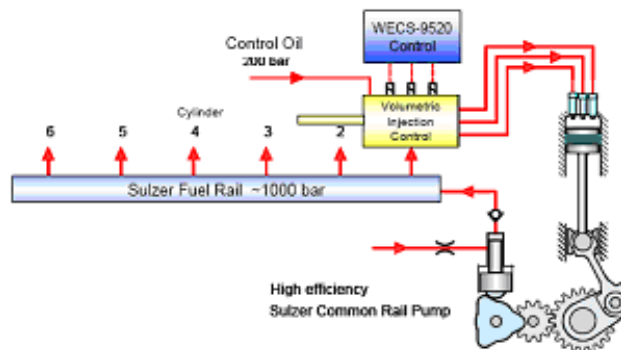 WECS-9520
Control
Control Oil
200 bar
Volumetric
Injection
Control
Cylinder
6 5 4 3 2
Sulzer Fuel Rail ~1000 bar
High efficiency
Sulzer Common Rail Pump